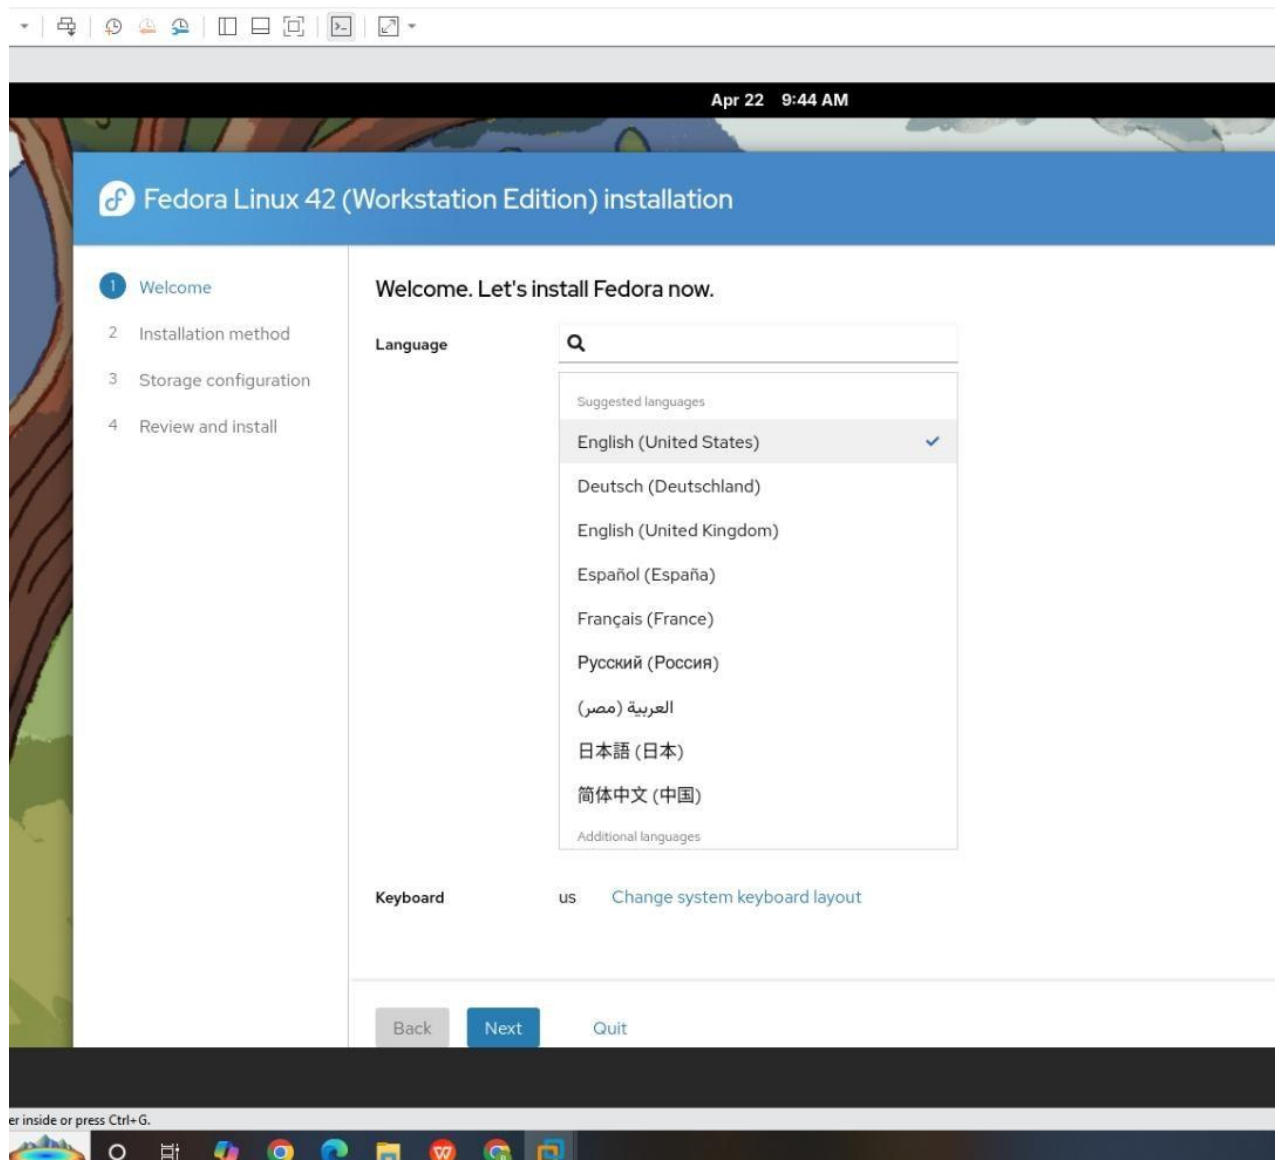 Apr 22 9:44 AM
Fedora Linux 42 (Workstation Edition) installation
1 Welcome
2 Installation method
3 Storage configuration
4 Review and install
Welcome. Let's install Fedora now.
Language
Suggested languages
English (United States)
Deutsch (Deutschland)
English (United Kingdom)
Español (España)
Français (France)
Русский (Россия)
العربية (مصر)
日本語 (日本)
简体中文 (中国)
Additional languages
Keyboard us Change system keyboard layout
Back Next Quit
er inside or press Ctrl+G.